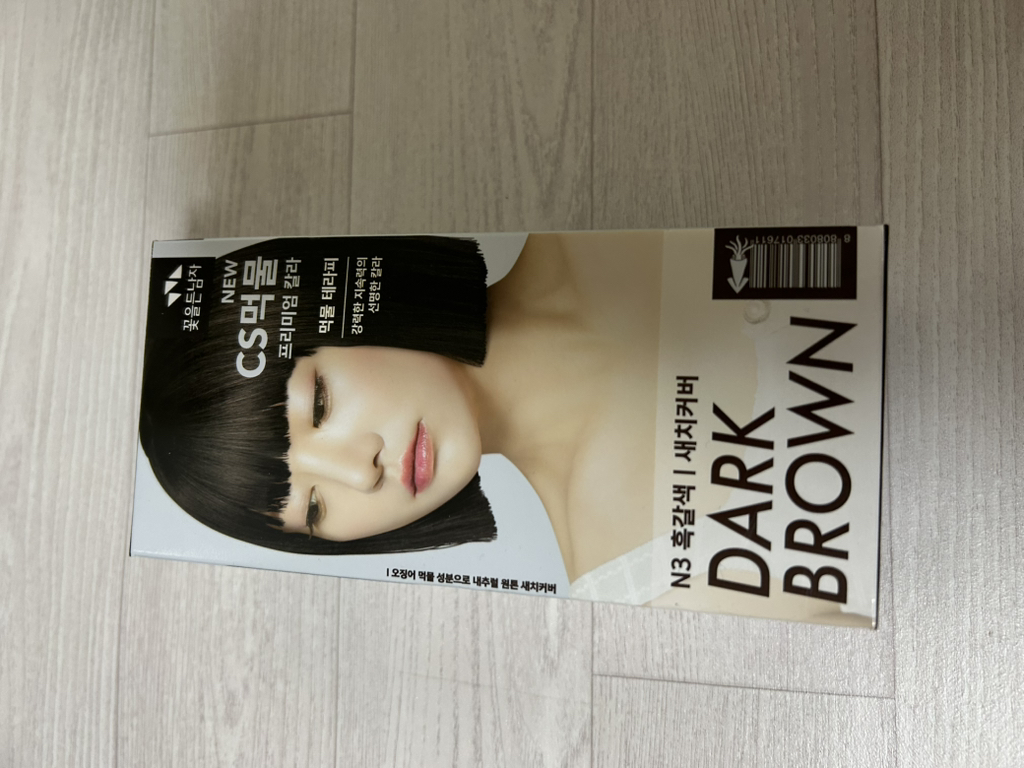 꽃을든남자
NEW
CS먹물
프리미엄 칼라
먹물 테라피
강력한 지속력의
선명한 칼라
오징어 먹물 성분으로 내추럴 원톤 새치커버
N3 흑갈색 | 새치커버
DARK
BROWN
8 808033 017611